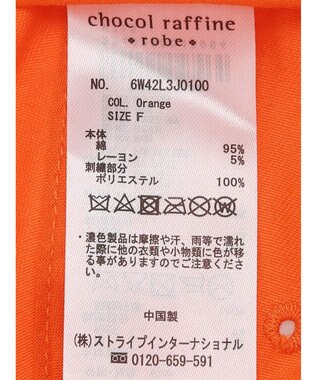 chocol raffine
robe
NO. 6W42L3J0100
COL. Orange
SIZE F
本体
綿 95%
レーヨン 5%
刺繍部分
ポリエステル 100%
・濃色製品は摩擦や汗、雨等で濡れ
た際に他の衣類や小物類に色が移
る事がありますのでご注意下さい。
中国製
(株)ストライプインターナショナル
0120-659-591